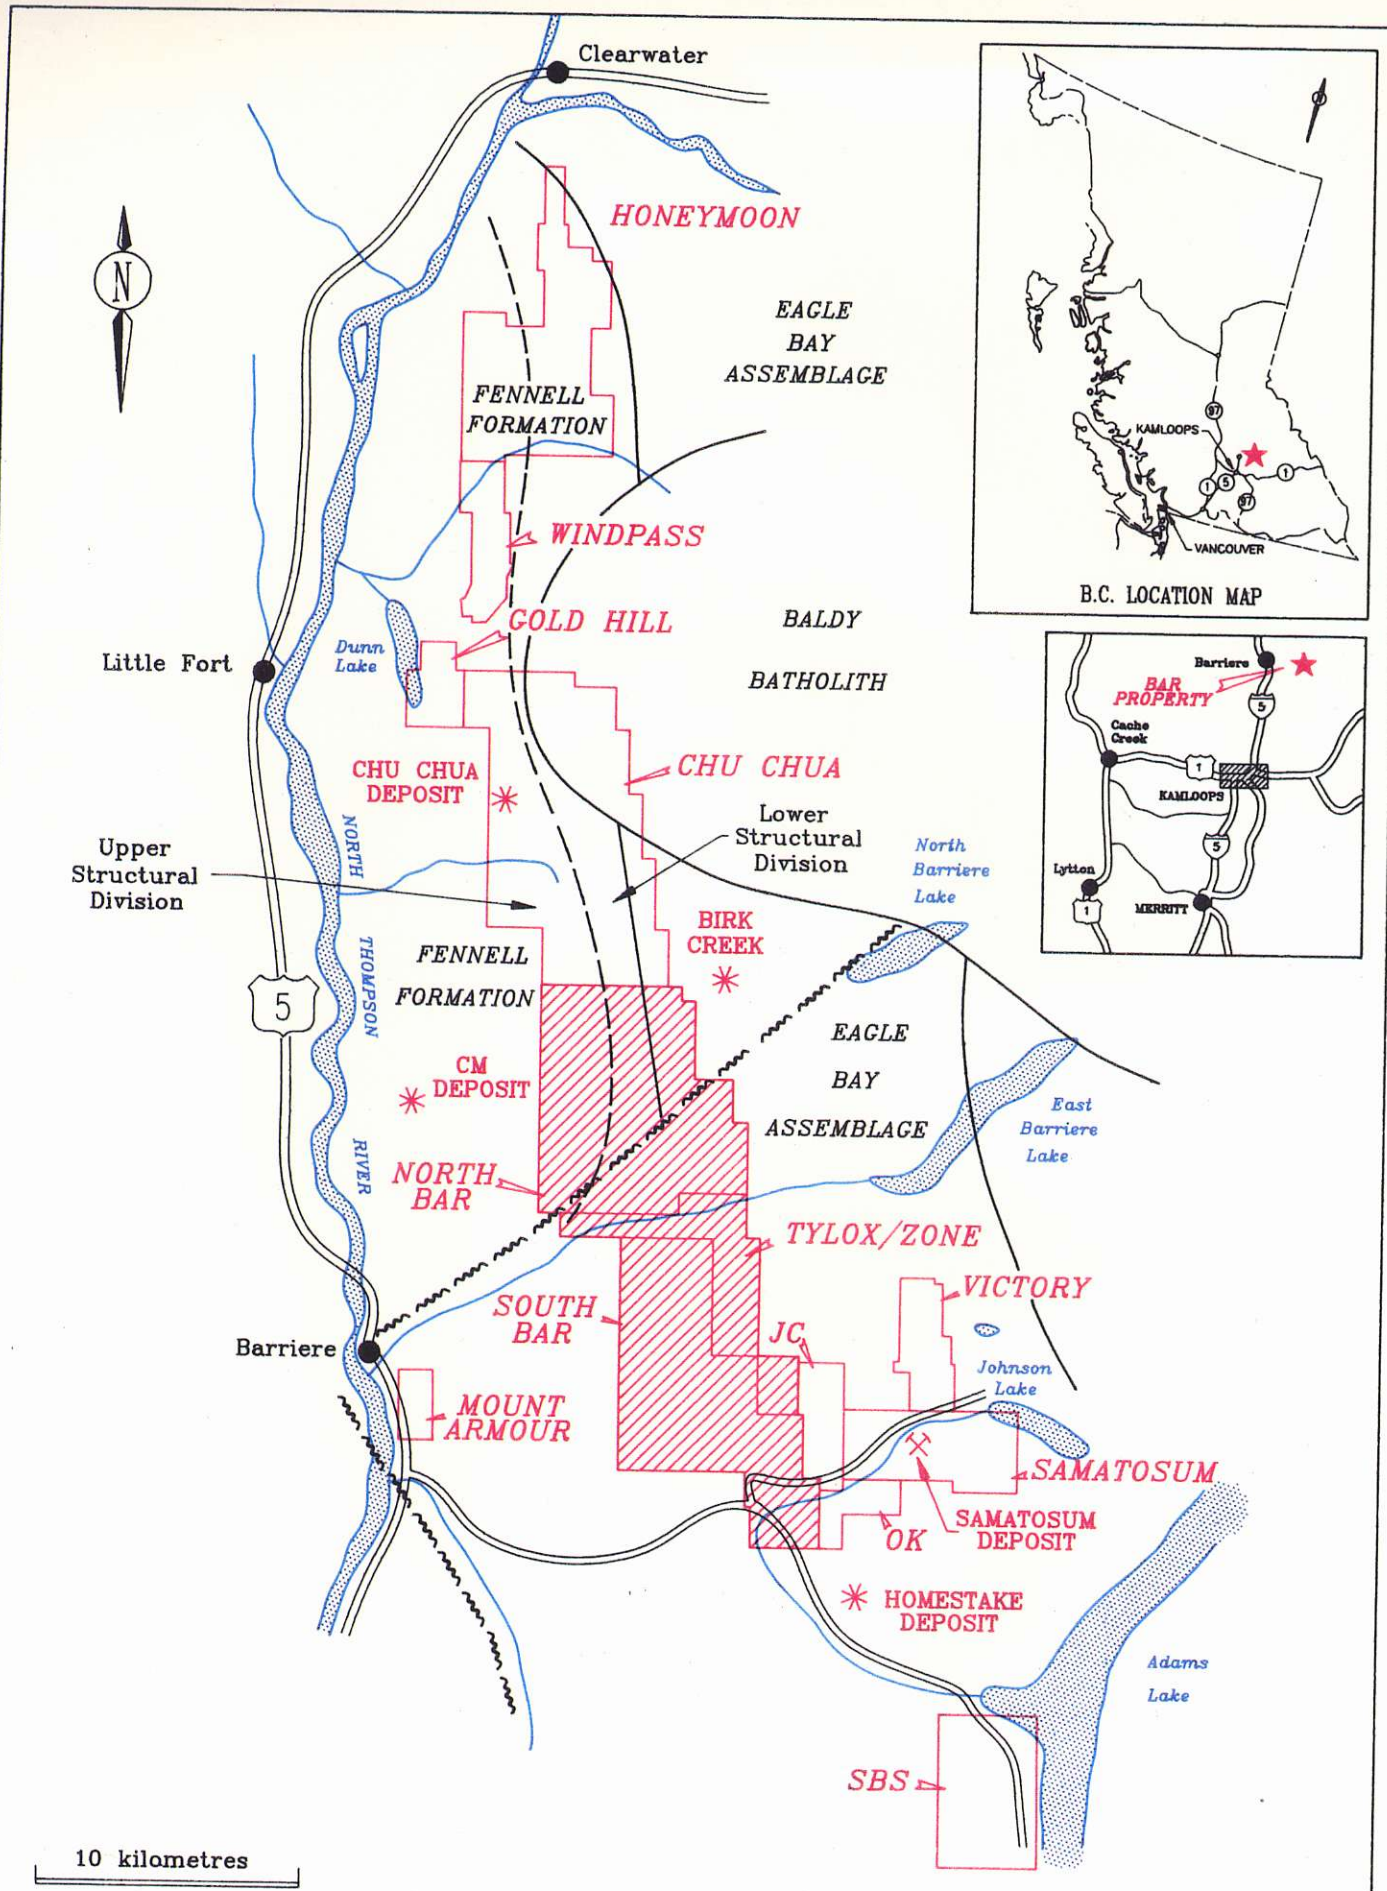 Clearwater
HONEYMOON
N
EAGLE
BAY
ASSEMBLAGE
FENNELL
FORMATION
WINDPASS
GOLD HILL
BALDY
BATHOLITH
Little Fort
Dunn
Lake
CHU CHUA
DEPOSIT
CHU CHUA
Lower
Structural
Division
Upper
Structural
Division
NORTH
THOMPSON
RIVER
North
Barriere
Lake
BIRK
CREEK
FENNELL
FORMATION
5
EAGLE
BAY
ASSEMBLAGE
CM
DEPOSIT
East
Barriere
Lake
NORTH
BAR
TYLOX/ZONE
SOUTH
BAR
VICTORY
JC
Johnson
Lake
Barriere
MOUNT
ARMOUR
SAMATOSUM
OK
SAMATOSUM
DEPOSIT
HOMESTAKE
DEPOSIT
Adams
Lake
SBS
10 kilometres
N
97
KAMLOOPS
1
5
1
97
VANCOUVER
B.C. LOCATION MAP
Barriere
BAR
PROPERTY
5
Cache
Creek
1
KAMLOOPS
5
Lytton
1
MERRITT